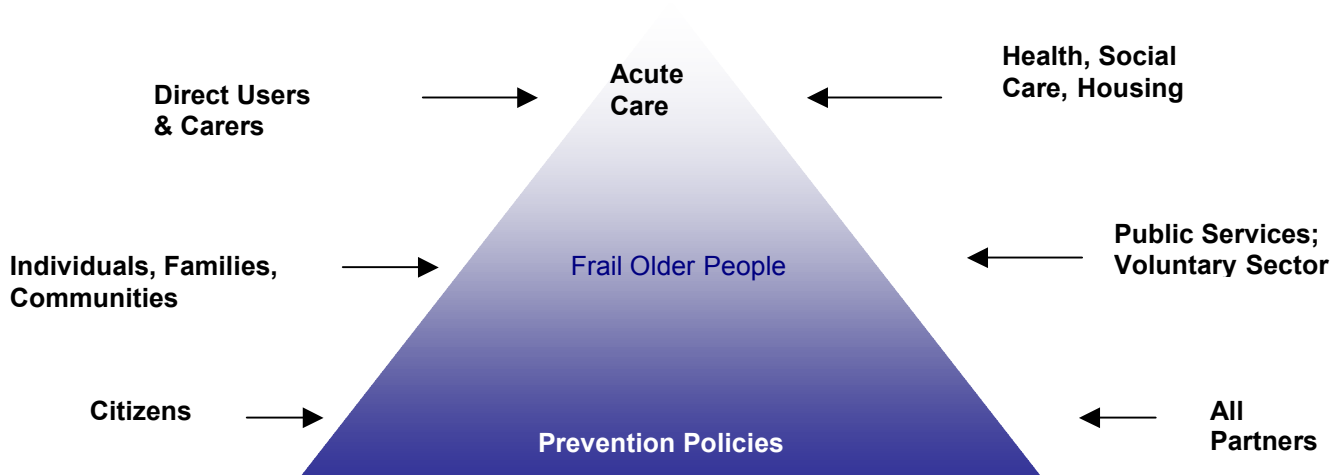 Direct Users
& Carers
Acute
Care
Health, Social
Care, Housing
Individuals, Families,
Communities
Frail Older People
Public Services;
Voluntary Sector
Citizens
Prevention Policies
All
Partners